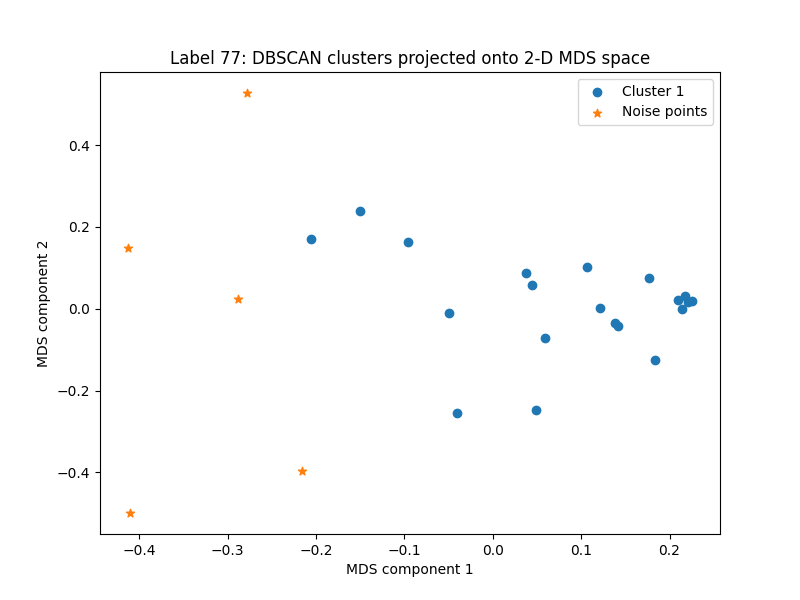 Label 77: DBSCAN clusters projected onto 2-D MDS space
Cluster 1
Noise points
0.4
0.2
0.0
−0.2
−0.4
MDS component 2
−0.4
−0.3
−0.2
−0.1
0.0
0.1
0.2
MDS component 1